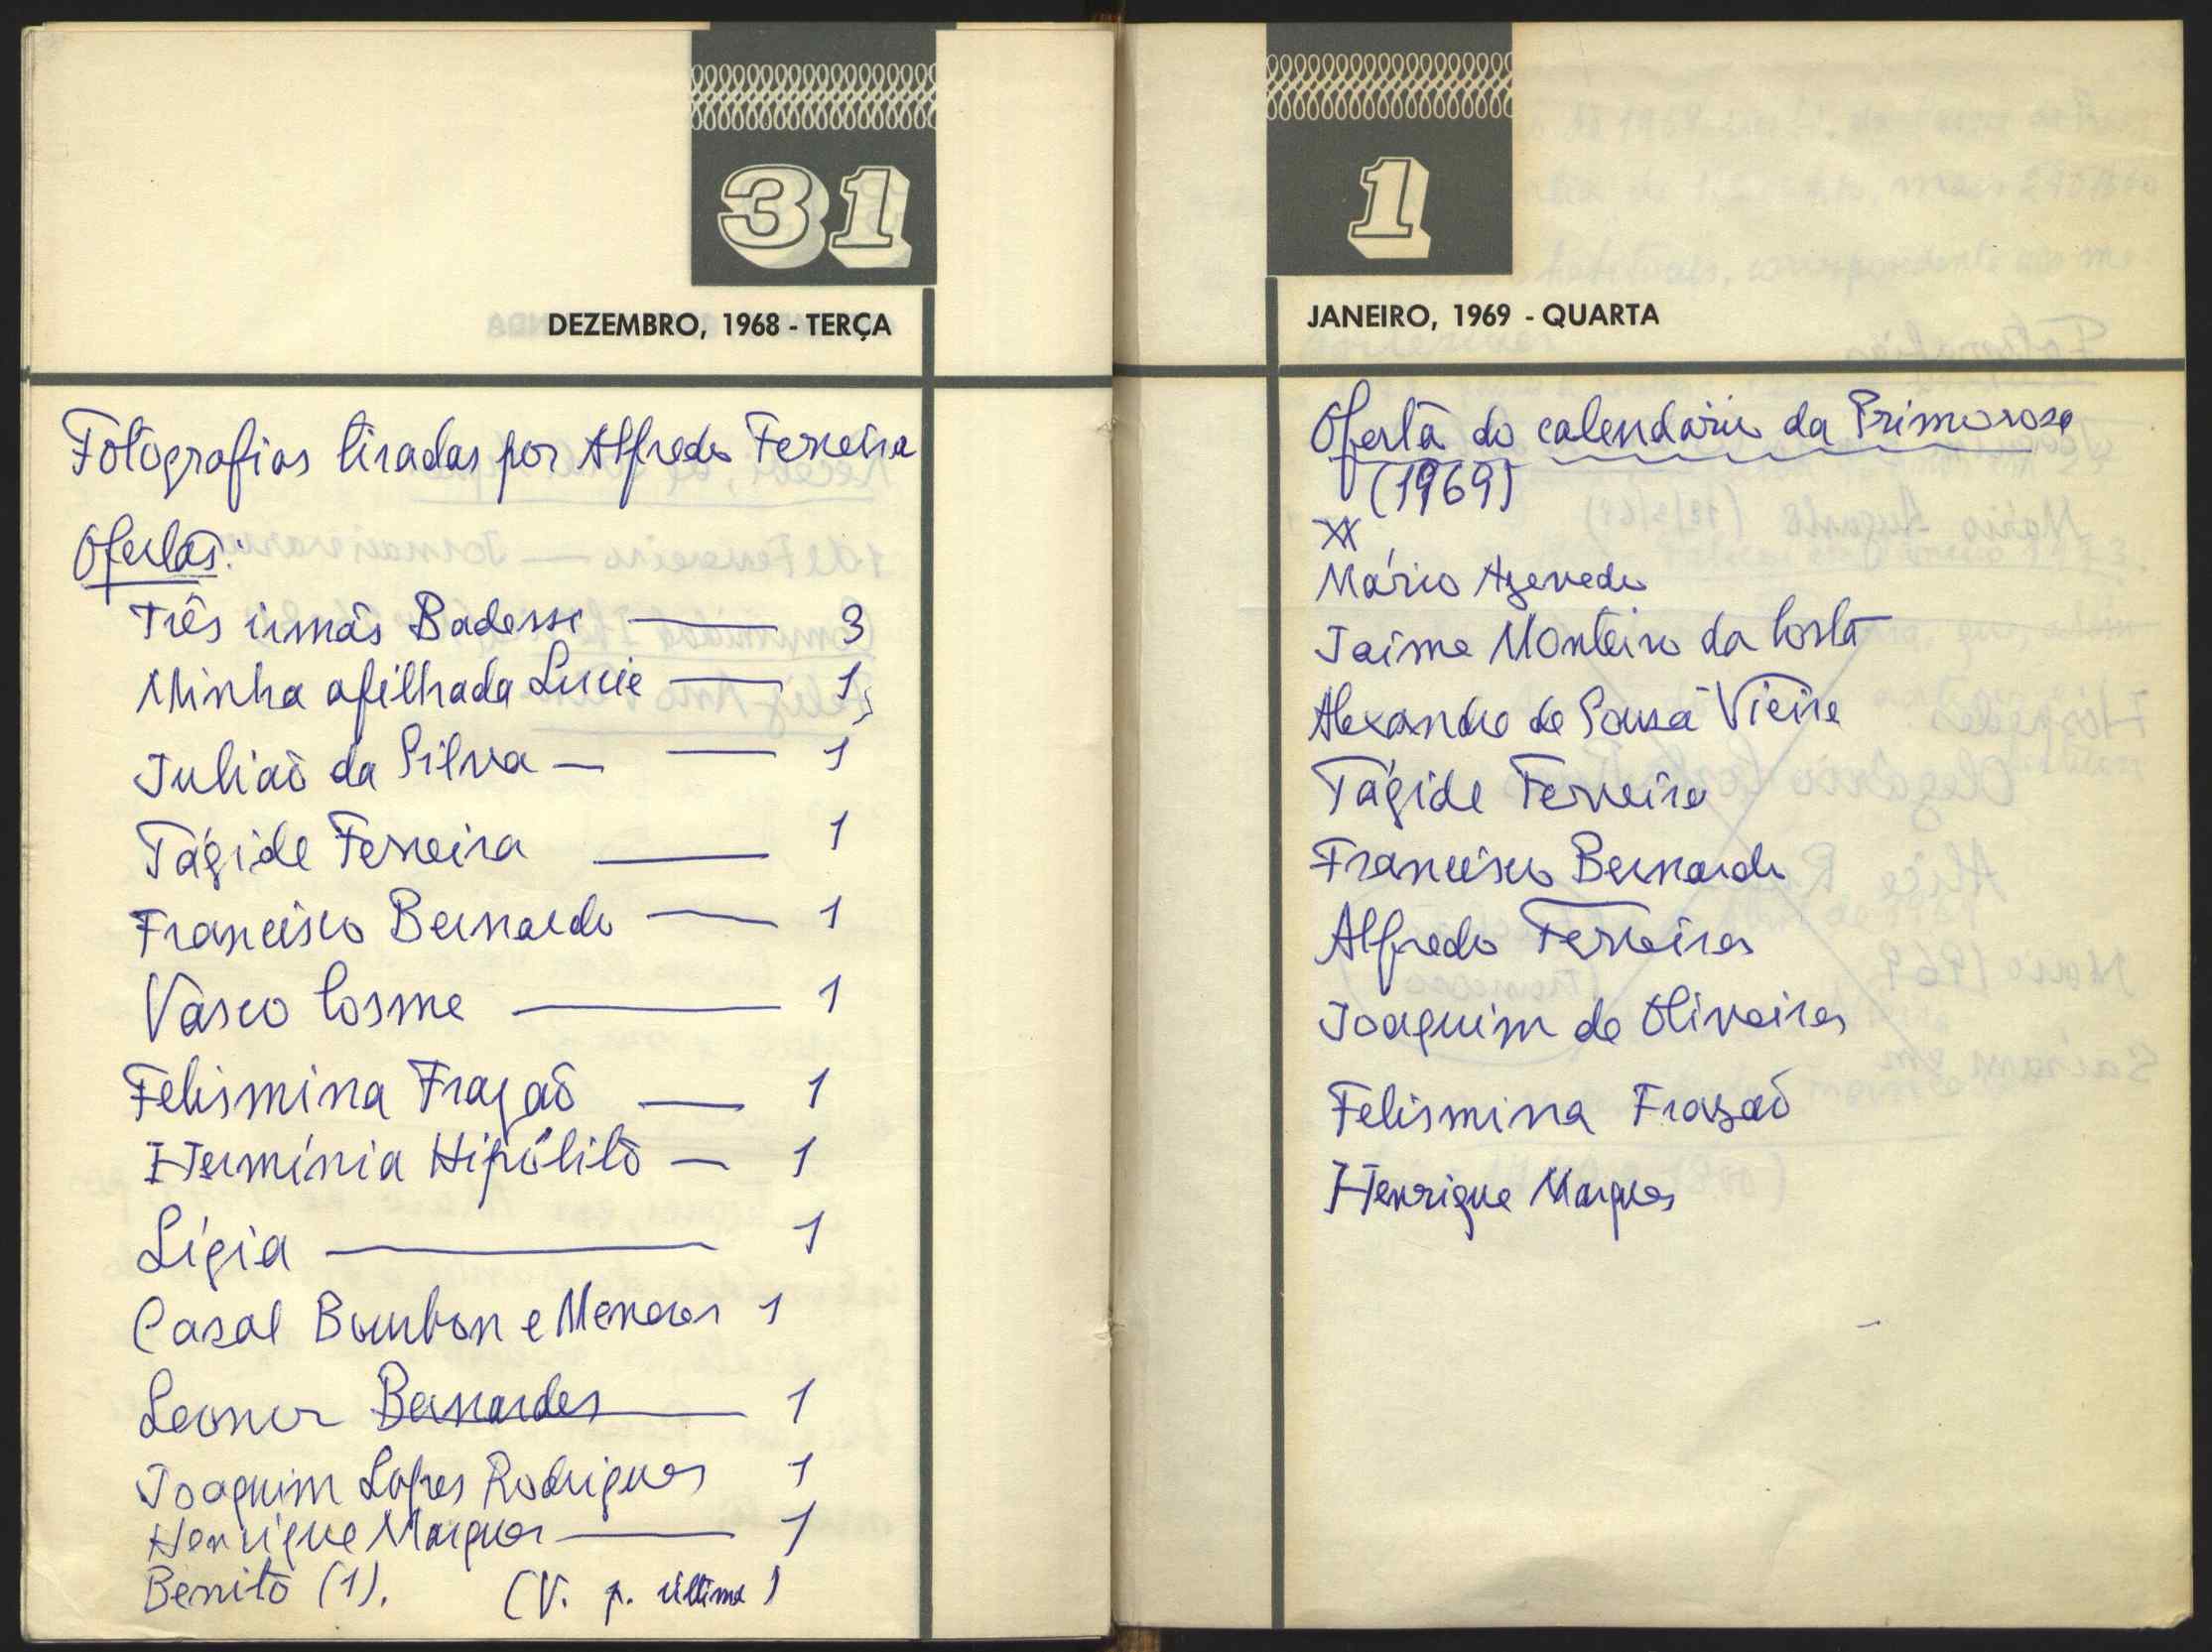 31
DEZEMBRO, 1968 - TERÇA
Fotografias tiradas por Alfredo Ferreira
Ofertas:
Três irmãs Badesse — 3
Minha afilhada Lucie — 1
Julião da Silva — — 1
Tágide Ferreira — 1
Francisco Bernardo — 1
Vasco Cosme — 1
Felismina Frazão — 1
Hermínia Hipólito — 1
Lígia — 1
Casal Bourbon e Meneses 1
Leonor Bernardes — 1
Joaquim Lopes Rodrigues 1
Henrique Marques — 1
Benito (1). (V. p. última)
1
JANEIRO, 1969 - QUARTA
Oferta do calendário da Primorosa
(1969)
Mário Azevedo
Jaime Monteiro da Costa
Alexandre de Sousa Vieira
Tágide Ferreira
Francisco Bernardo
Alfredo Ferreira
Joaquim de Oliveira
Felismina Frazão
Henrique Marques